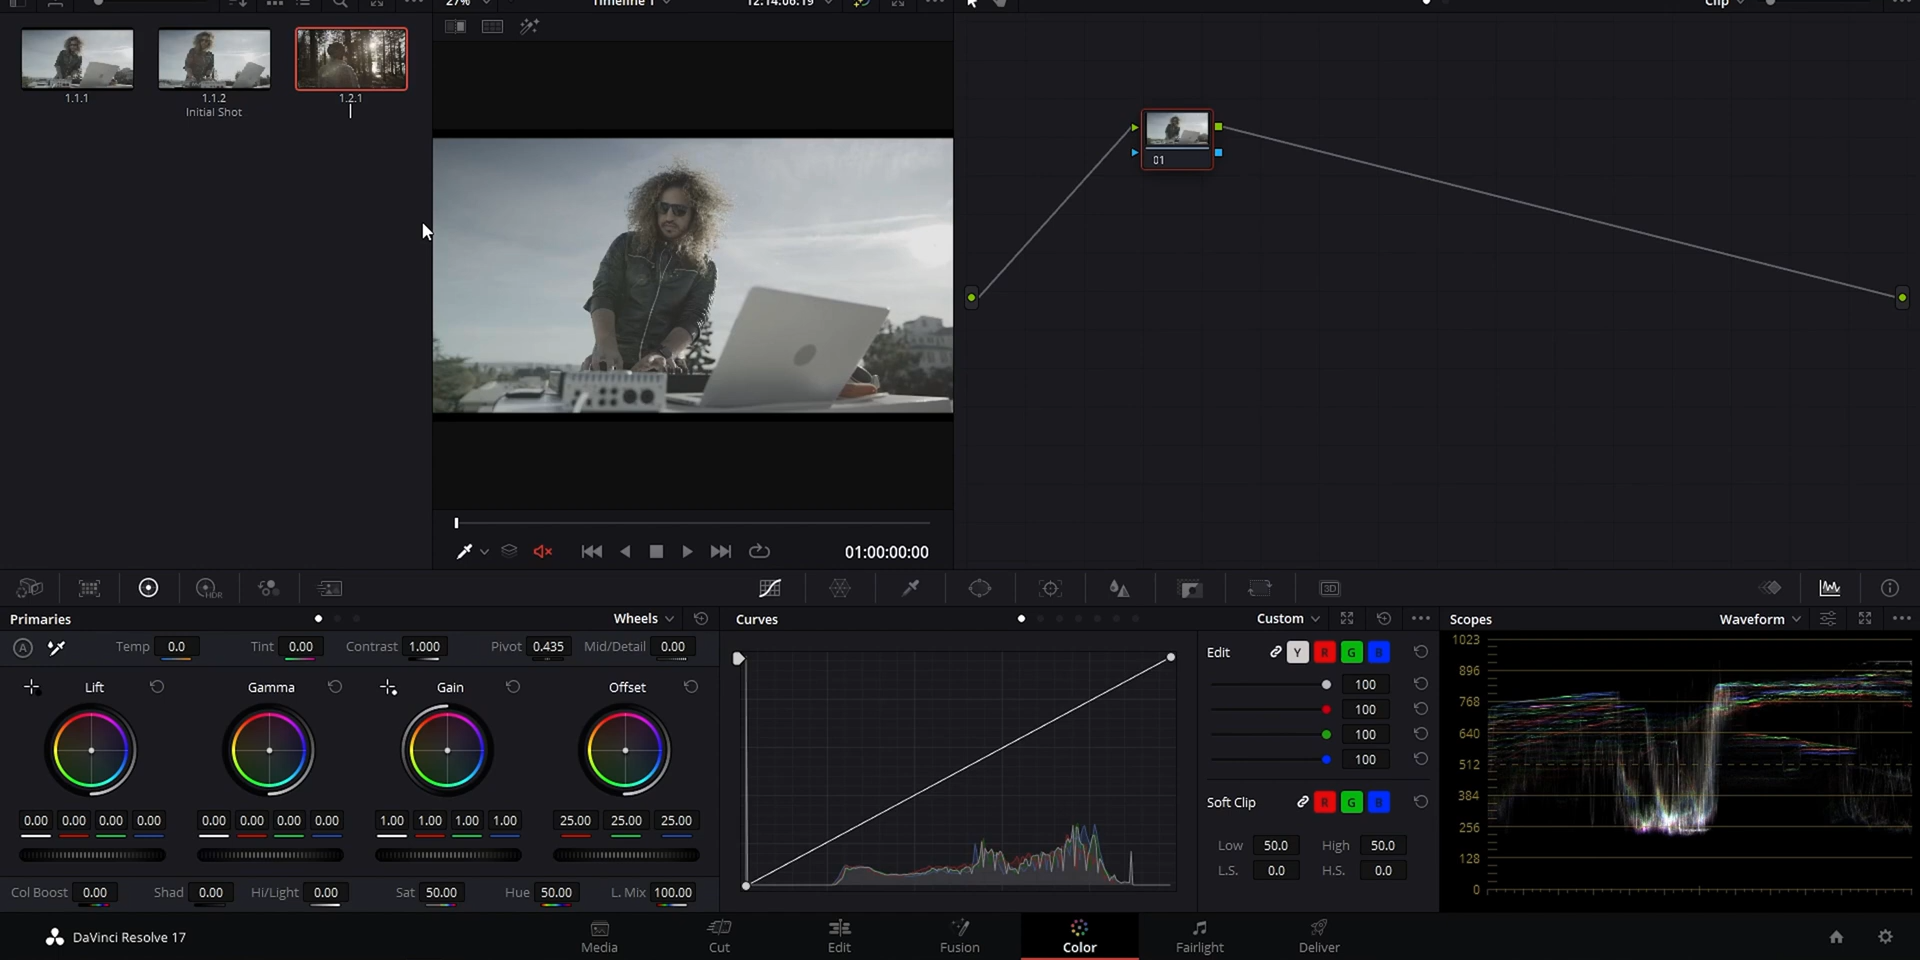 27% Timeline 1 12:14:06:19 Clip
1.1.1 1.1.2 1.2.1
Initial Shot
01
01:00:00:00
HDR 3D
Primaries Wheels Curves Custom Scopes Waveform
A Temp 0.0 Tint 0.00 Contrast 1.000 Pivot 0.435 Mid/Detail 0.00
Lift Gamma Gain Offset
0.00 0.00 0.00 0.00 0.00 0.00 0.00 0.00 1.00 1.00 1.00 1.00 25.00 25.00 25.00
Col Boost 0.00 Shad 0.00 Hi/Light 0.00 Sat 50.00 Hue 50.00 L. Mix 100.00
Edit Y R G B
100
100
100
100
Soft Clip R G B
Low 50.0 High 50.0
L.S. 0.0 H.S. 0.0
1023
896
768
640
512
384
256
128
0
DaVinci Resolve 17
Media Cut Edit Fusion Color Fairlight Deliver